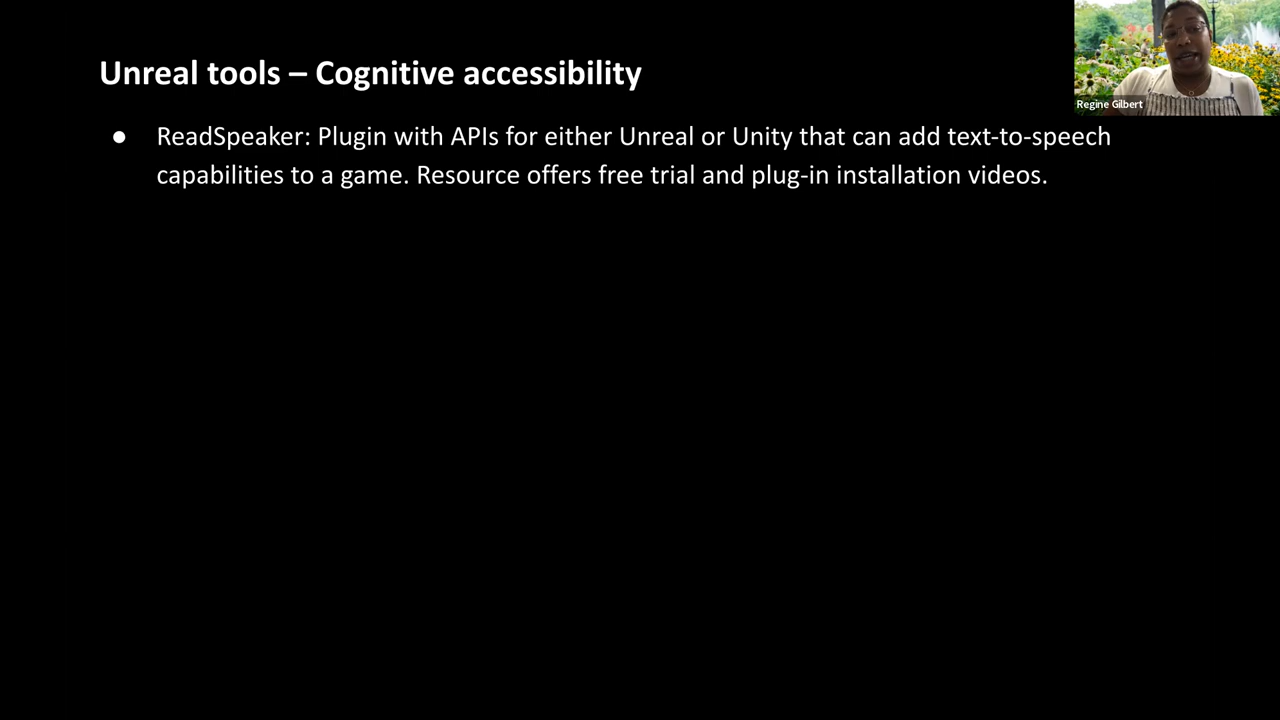 Unreal tools – Cognitive accessibility
Regine Gilbert
● ReadSpeaker: Plugin with APIs for either Unreal or Unity that can add text-to-speech
capabilities to a game. Resource offers free trial and plug-in installation videos.